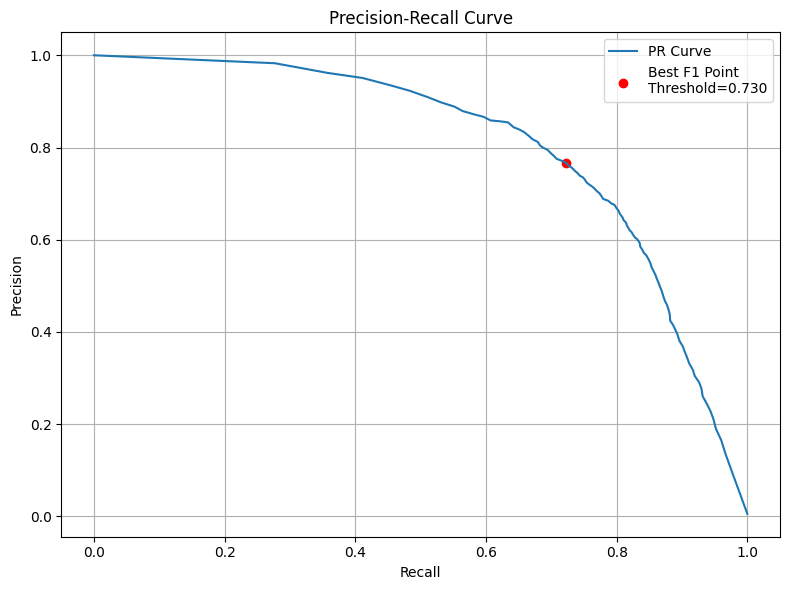 Precision-Recall Curve
PR Curve
Best F1 Point
Threshold=0.730
Precision
1.0
0.8
0.6
0.4
0.2
0.0
0.0 0.2 0.4 0.6 0.8 1.0
Recall